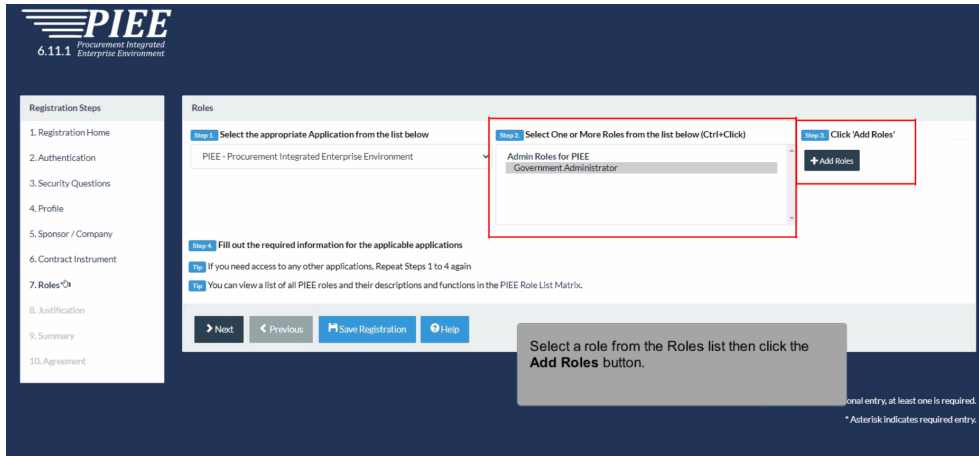 PIEE
6.11.1 Procurement Integrated
Enterprise Environment
Registration Steps
1. Registration Home
2. Authentication
3. Security Questions
4. Profile
5. Sponsor / Company
6. Contract Instrument
7. Roles
8. Justification
9. Summary
10. Agreement
Roles
Step 1. Select the appropriate Application from the list below
PIEE - Procurement Integrated Enterprise Environment
Step 2. Select One or More Roles from the list below (Ctrl+Click)
Admin Roles for PIEE
Government Administrator
Step 3. Click 'Add Roles'
+ Add Roles
Step 4. Fill out the required information for the applicable applications
Tip If you need access to any other applications, Repeat Steps 1 to 4 again
Tip You can view a list of all PIEE roles and their descriptions and functions in the PIEE Role List Matrix.
Next Previous Save Registration Help
Select a role from the Roles list then click the
Add Roles button.
onal entry, at least one is required.
* Asterisk indicates required entry.